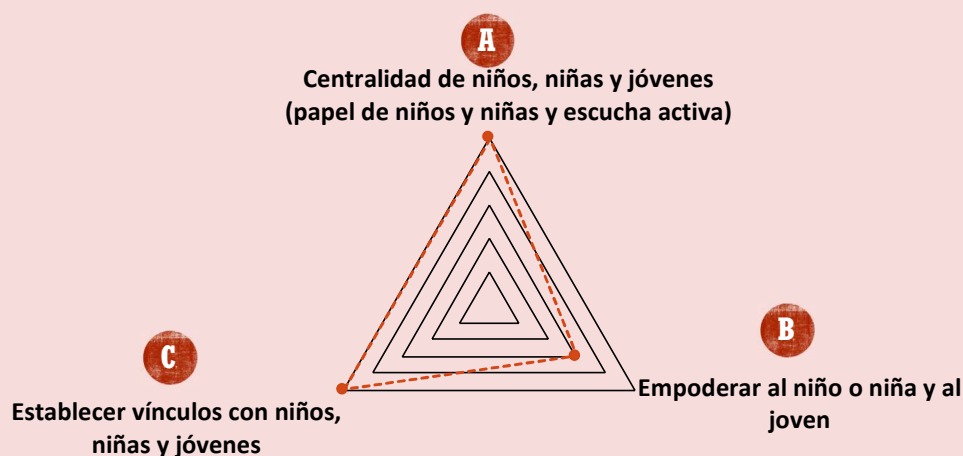 A
Centralidad de niños, niñas y jóvenes
(papel de niños y niñas y escucha activa)
B
Empoderar al niño o niña y al
joven
C
Establecer vínculos con niños,
niñas y jóvenes